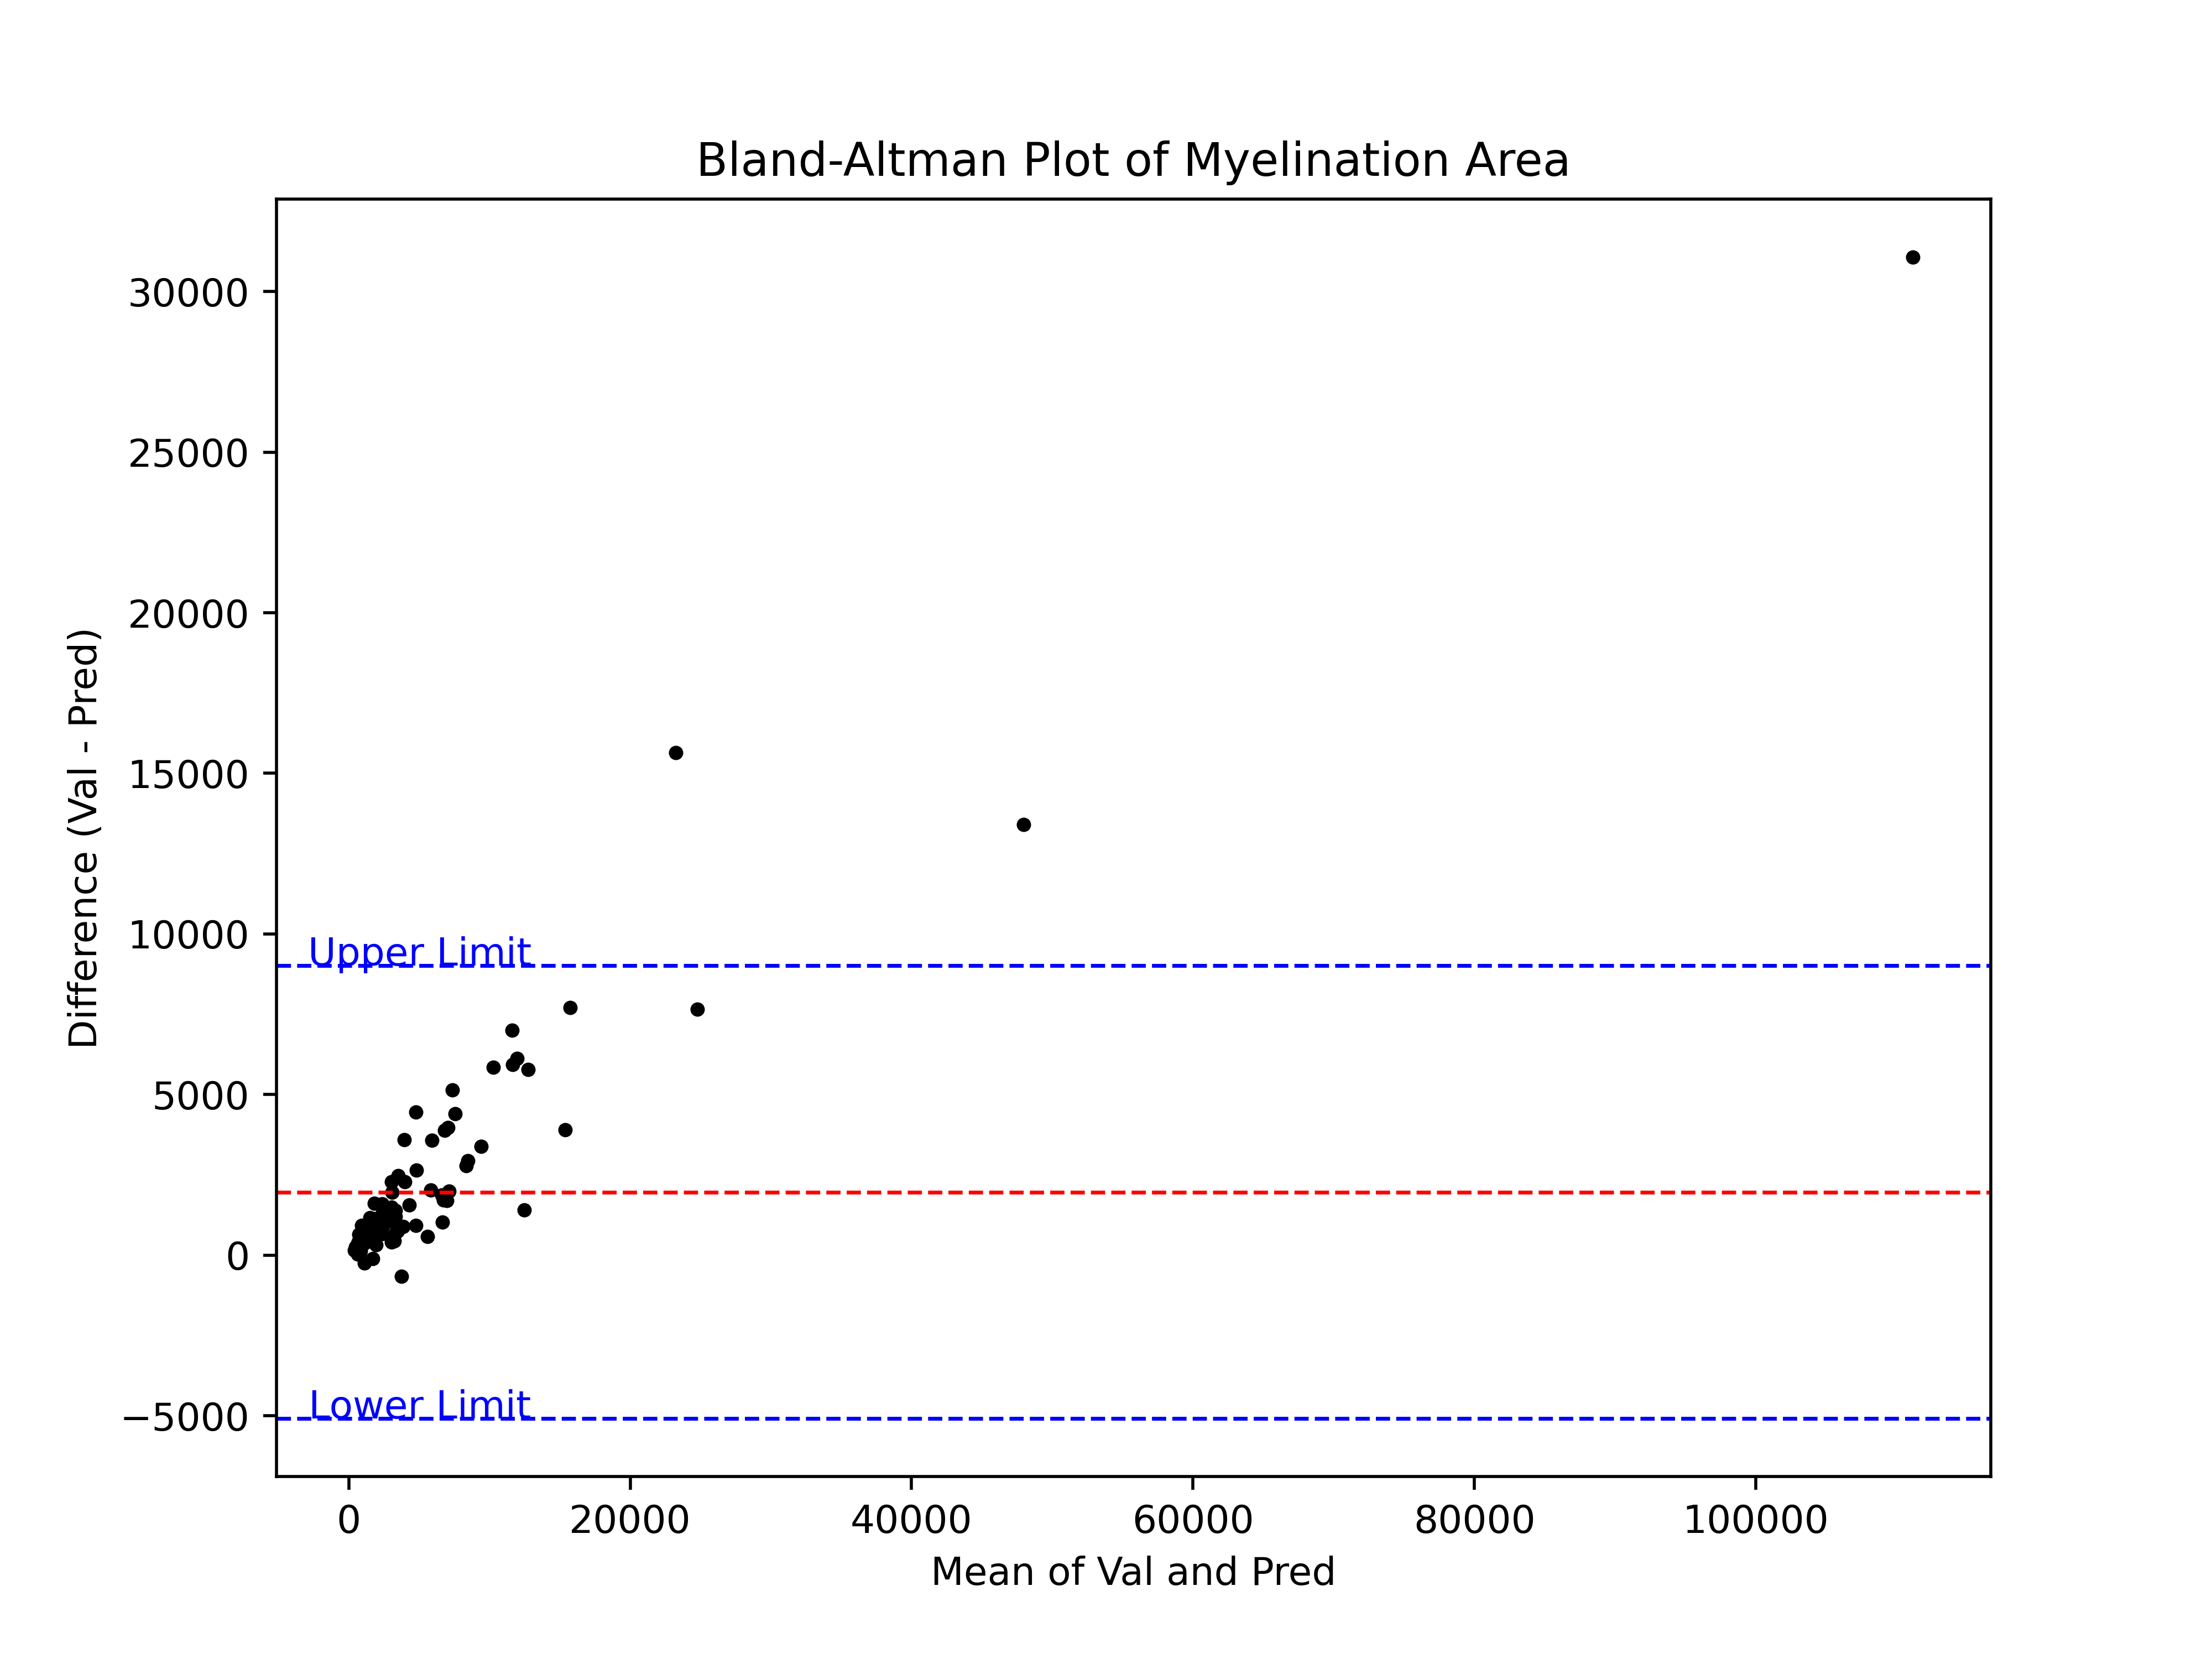 Bland-Altman Plot of Myelination Area
Difference (Val - Pred)
30000
25000
20000
15000
10000
5000
0
−5000
Upper Limit
Lower Limit
0 20000 40000 60000 80000 100000
Mean of Val and Pred